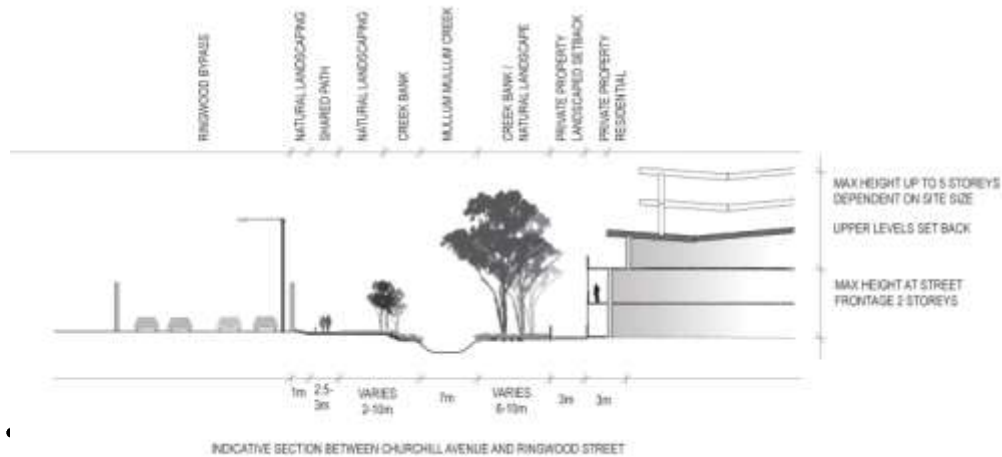 RINGWOOD BYPASS
NATURAL LANDSCAPING
SHARED PATH
NATURAL LANDSCAPING
CREEK BANK
MULLUM MULLUM CREEK
CREEK BANK /
NATURAL LANDSCAPE
PRIVATE PROPERTY
LANDSCAPED SETBACK
PRIVATE PROPERTY
RESIDENTIAL
MAX HEIGHT UP TO 5 STOREYS
DEPENDENT ON SITE SIZE
UPPER LEVELS SET BACK
MAX HEIGHT AT STREET
FRONTAGE 2 STOREYS
1m
2.5-
3m
VARIES
2-10m
7m
VARIES
6-10m
3m
3m
INDICATIVE SECTION BETWEEN CHURCHILL AVENUE AND RINGWOOD STREET